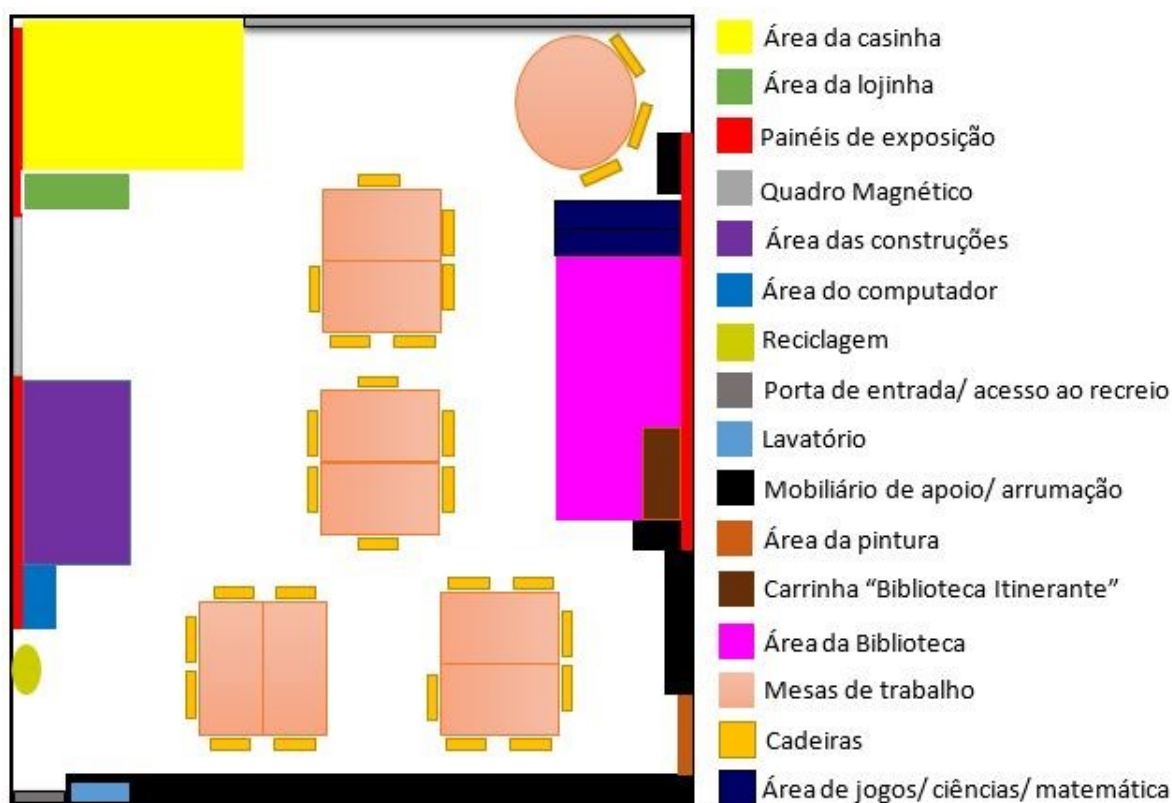 Área da casinha
Área da lojinha
Painéis de exposição
Quadro Magnético
Área das construções
Área do computador
Reciclagem
Porta de entrada/ acesso ao recreio
Lavatório
Mobiliário de apoio/ arrumação
Área da pintura
Carrinha “Biblioteca Itinerante”
Área da Biblioteca
Mesas de trabalho
Cadeiras
Área de jogos/ ciências/ matemática